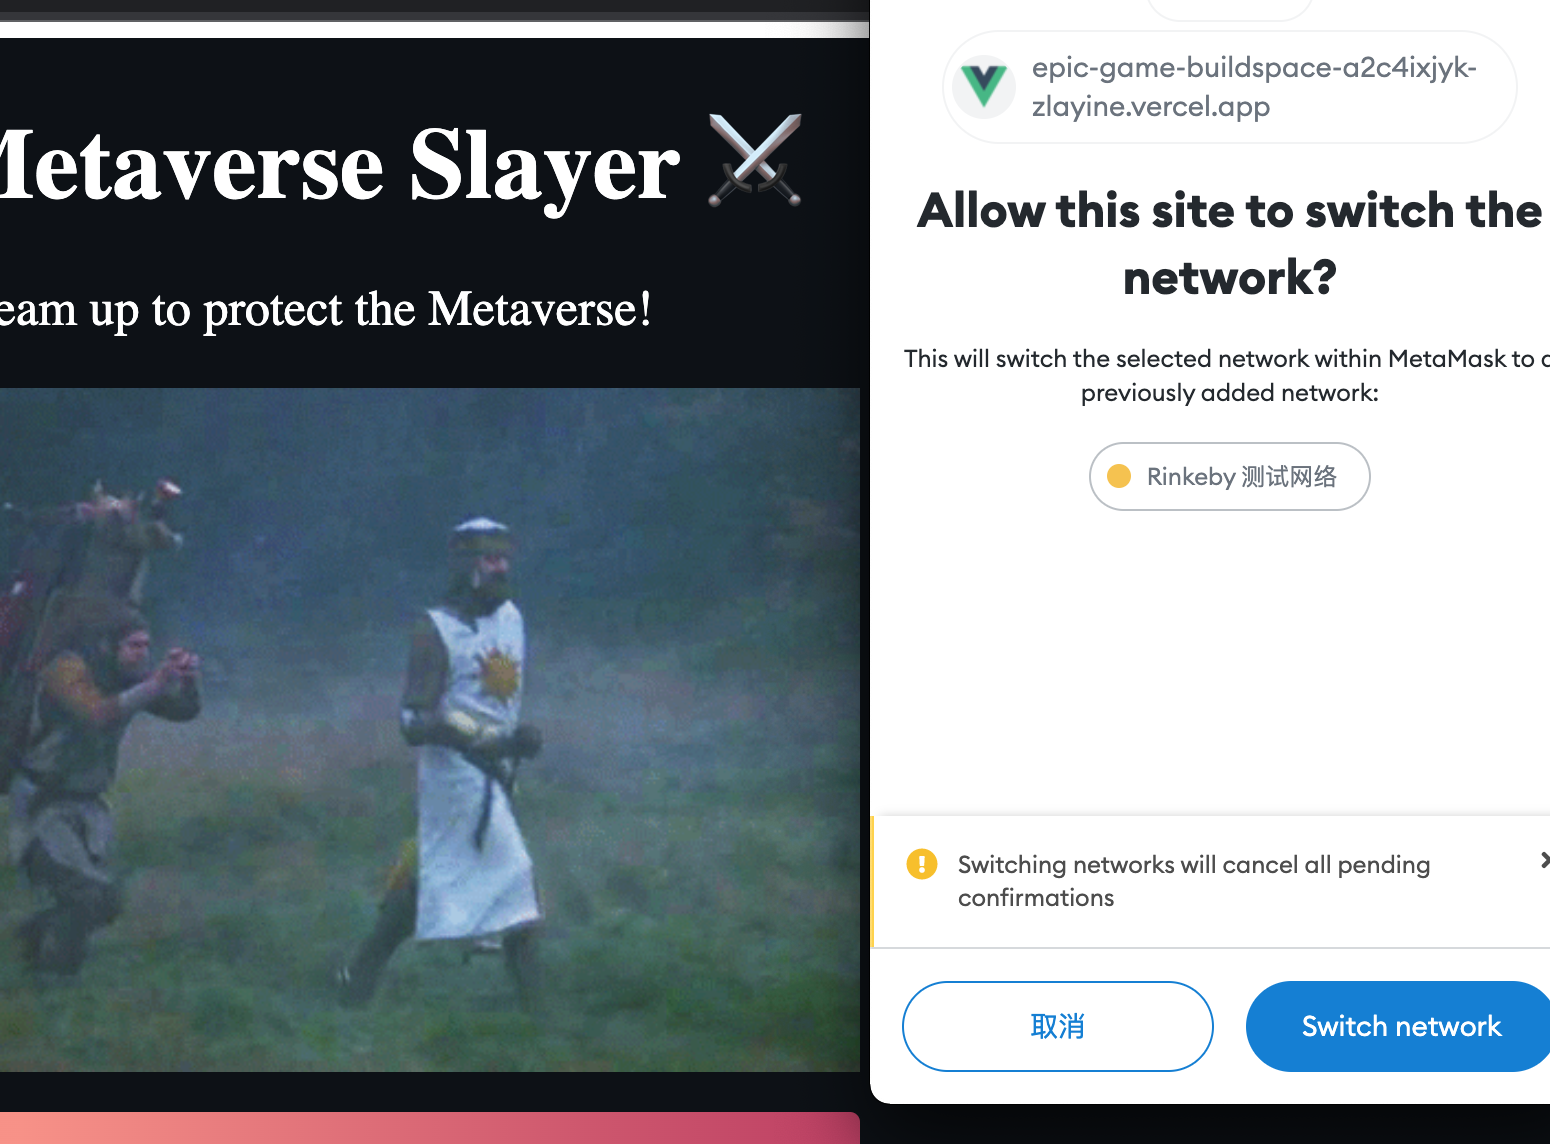 Metaverse Slayer ⚔️
eam up to protect the Metaverse!
epic-game-buildspace-a2c4ixjyk-
zlayine.vercel.app
Allow this site to switch the
network?
This will switch the selected network within MetaMask to a
previously added network:
Rinkeby 测试网络
Switching networks will cancel all pending
confirmations
取消
Switch network